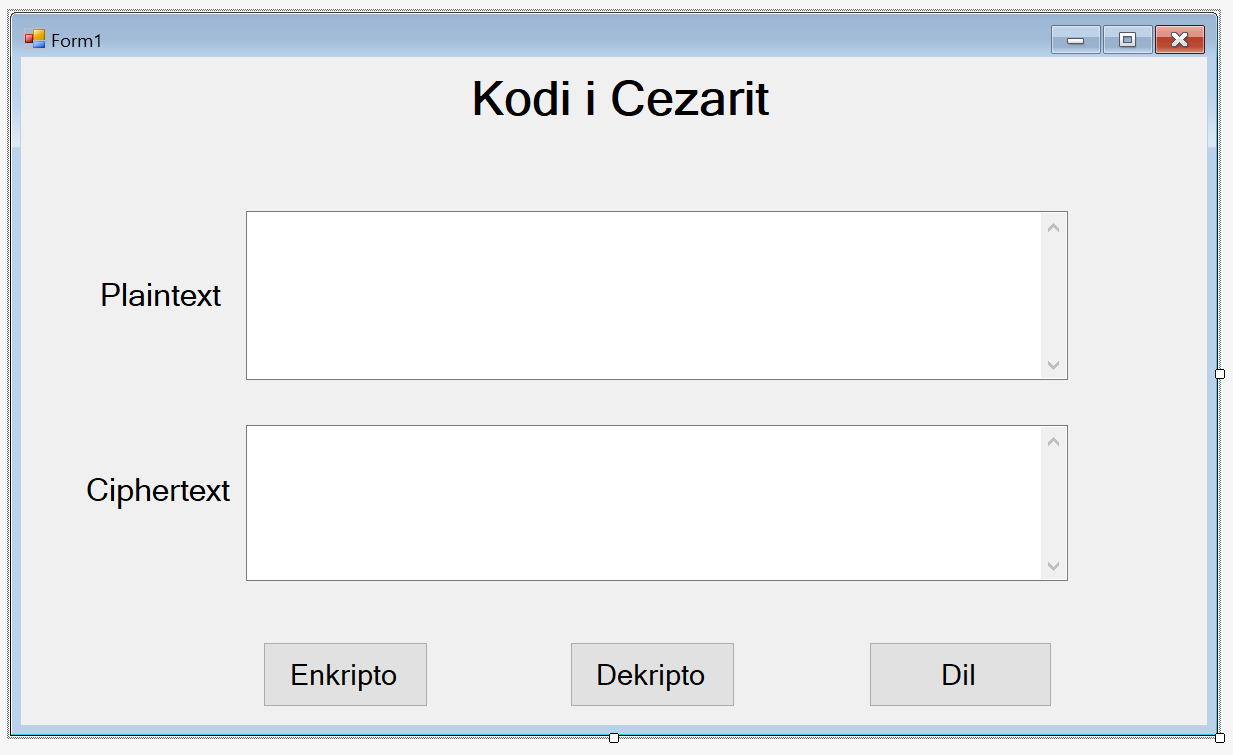 Form1
Kodi i Cezarit
Plaintext
Ciphertext
Enkripto Dekripto Dil